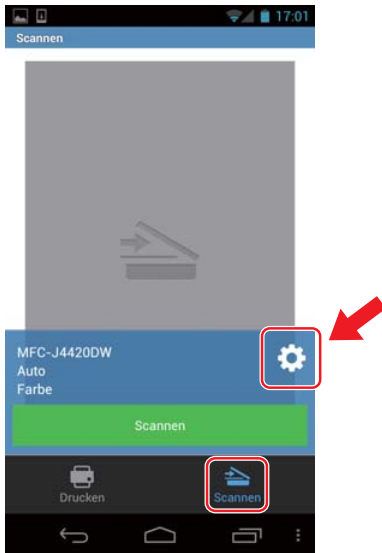 17:01
Scannen
MFC-J4420DW
Auto
Farbe
Scannen
Drucken
Scannen